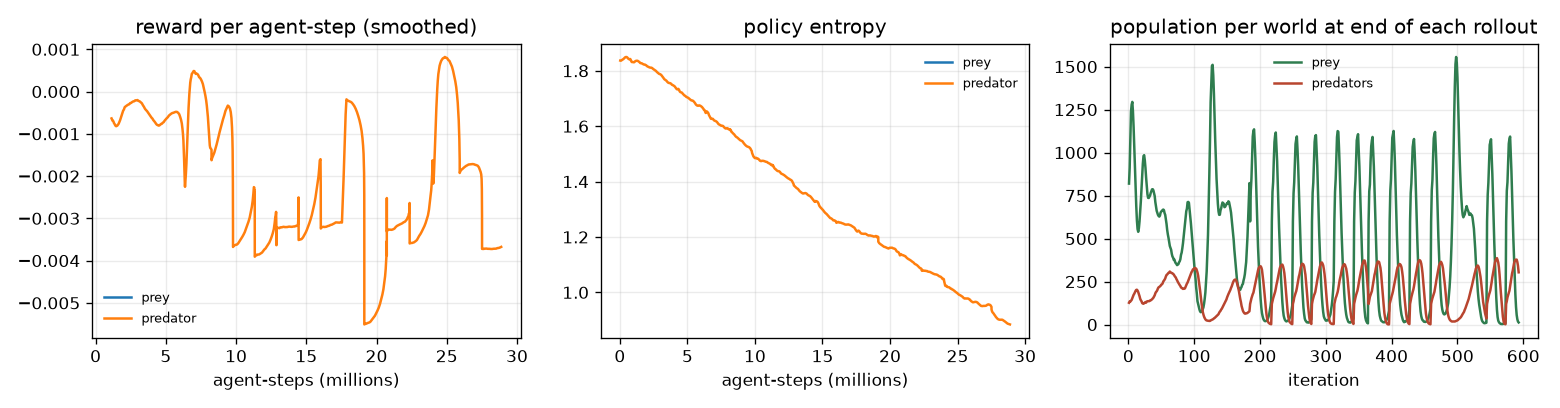 reward per agent-step (smoothed)
0.001
0.000
−0.001
−0.002
−0.003
−0.004
−0.005
prey
predator
0 5 10 15 20 25 30
agent-steps (millions)
policy entropy
prey
predator
1.8
1.6
1.4
1.2
1.0
0 5 10 15 20 25 30
agent-steps (millions)
population per world at end of each rollout
prey
predators
1500
1250
1000
750
500
250
0
0 100 200 300 400 500 600
iteration